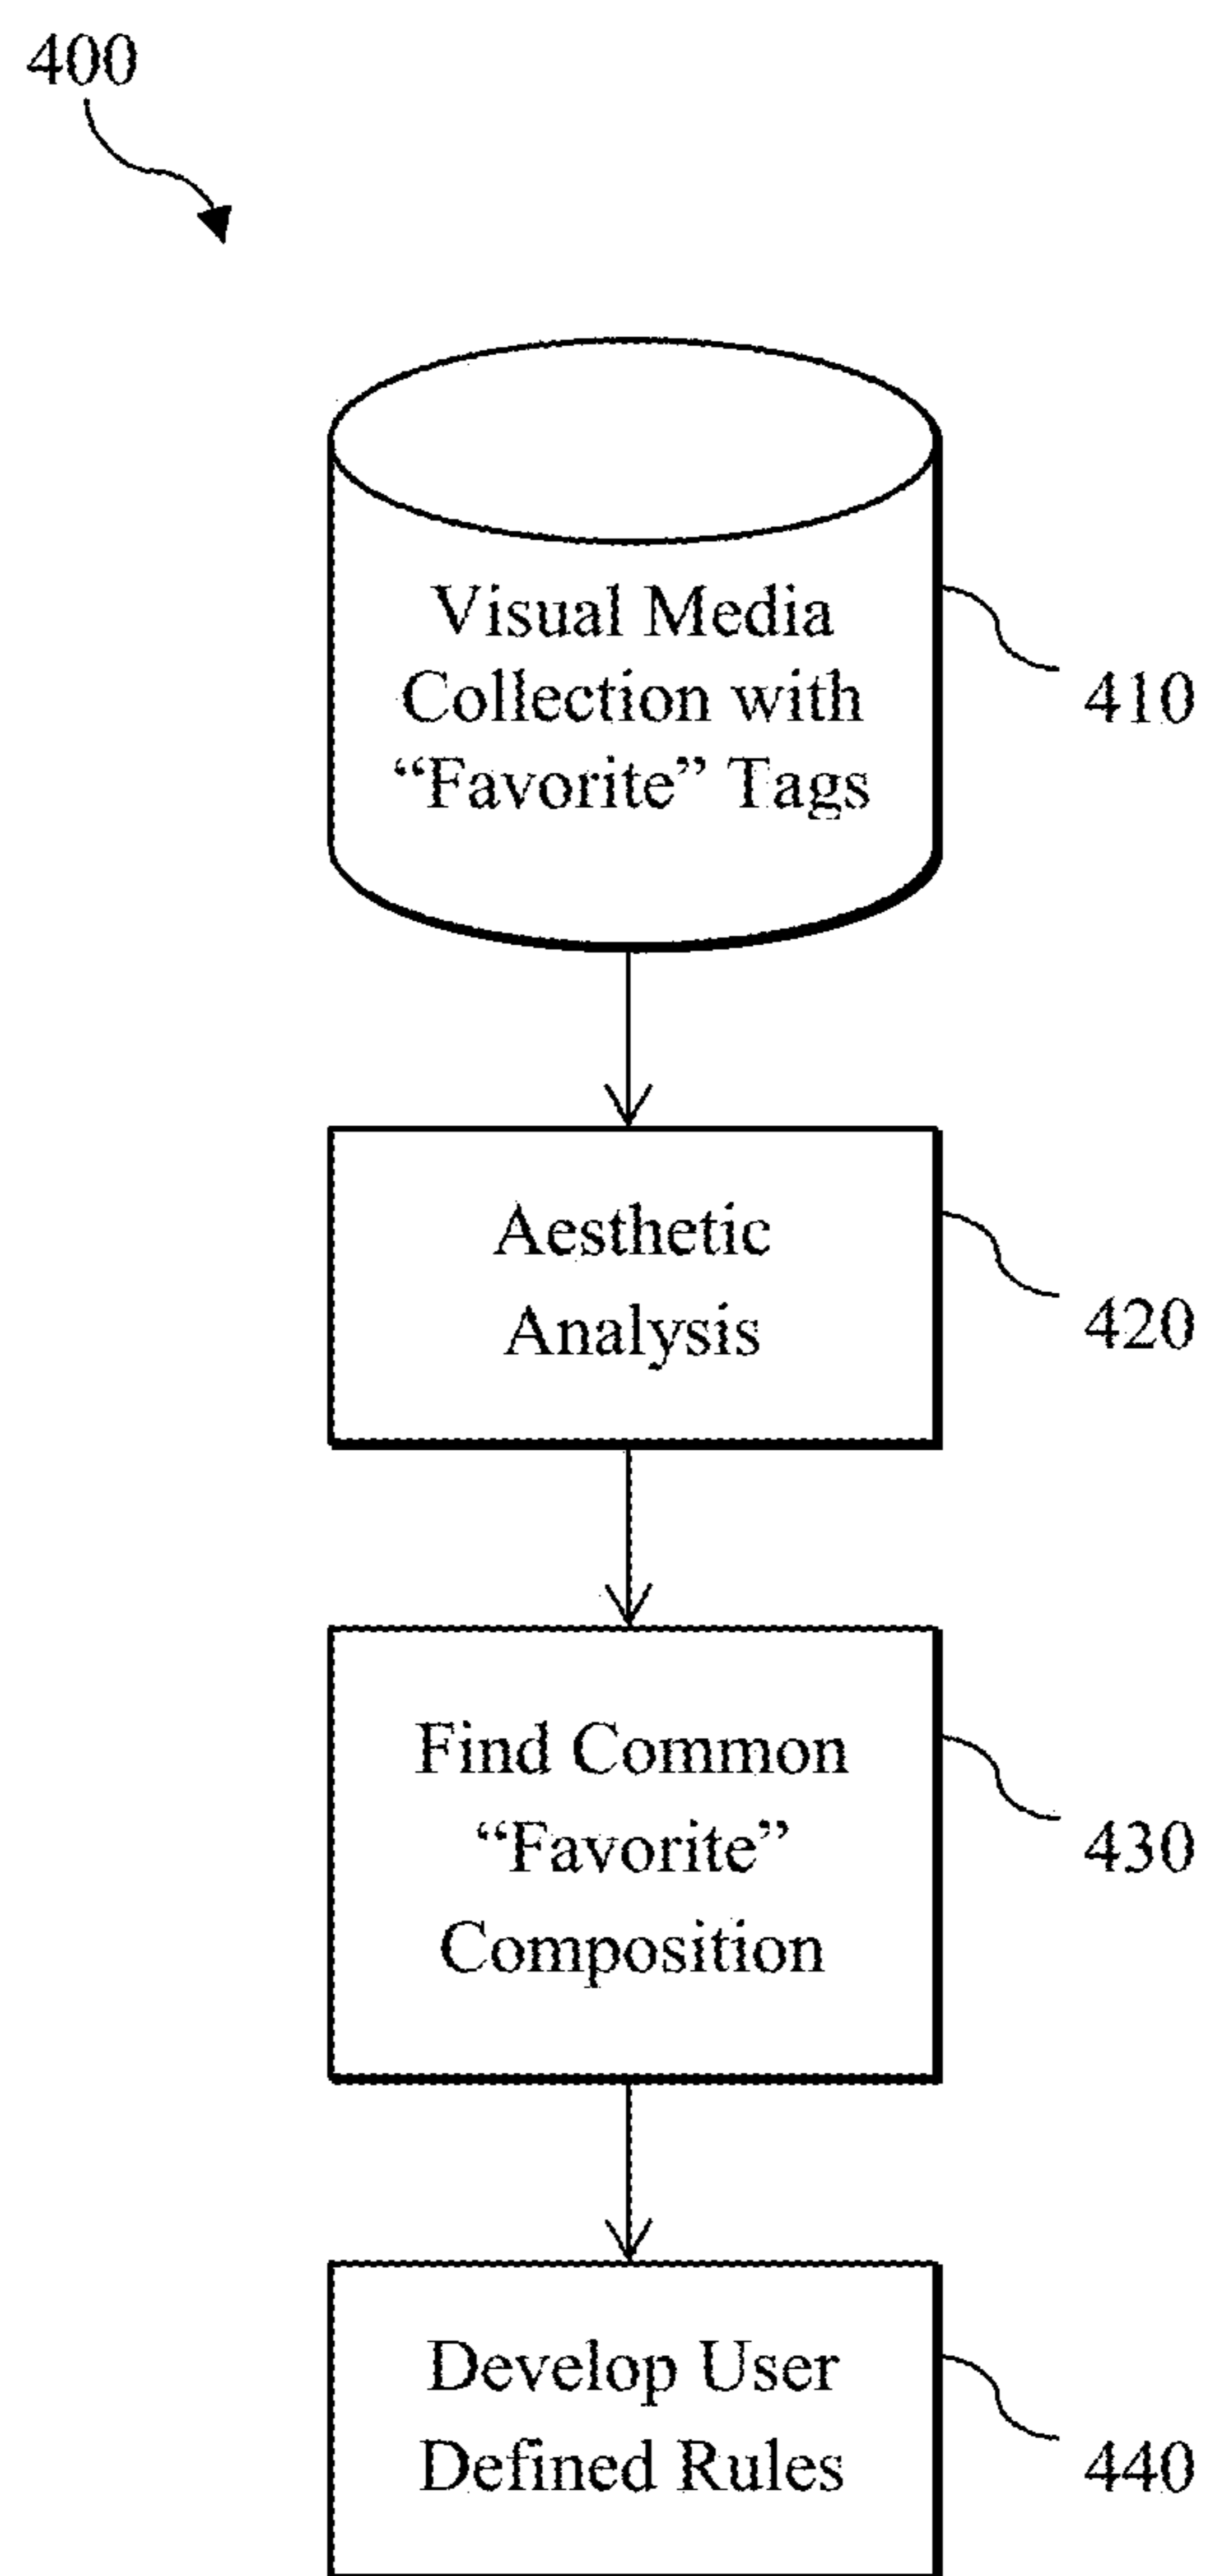 400
Visual Media
Collection with
“Favorite” Tags
410
Aesthetic
Analysis
420
Find Common
“Favorite”
Composition
430
Develop User
Defined Rules
440